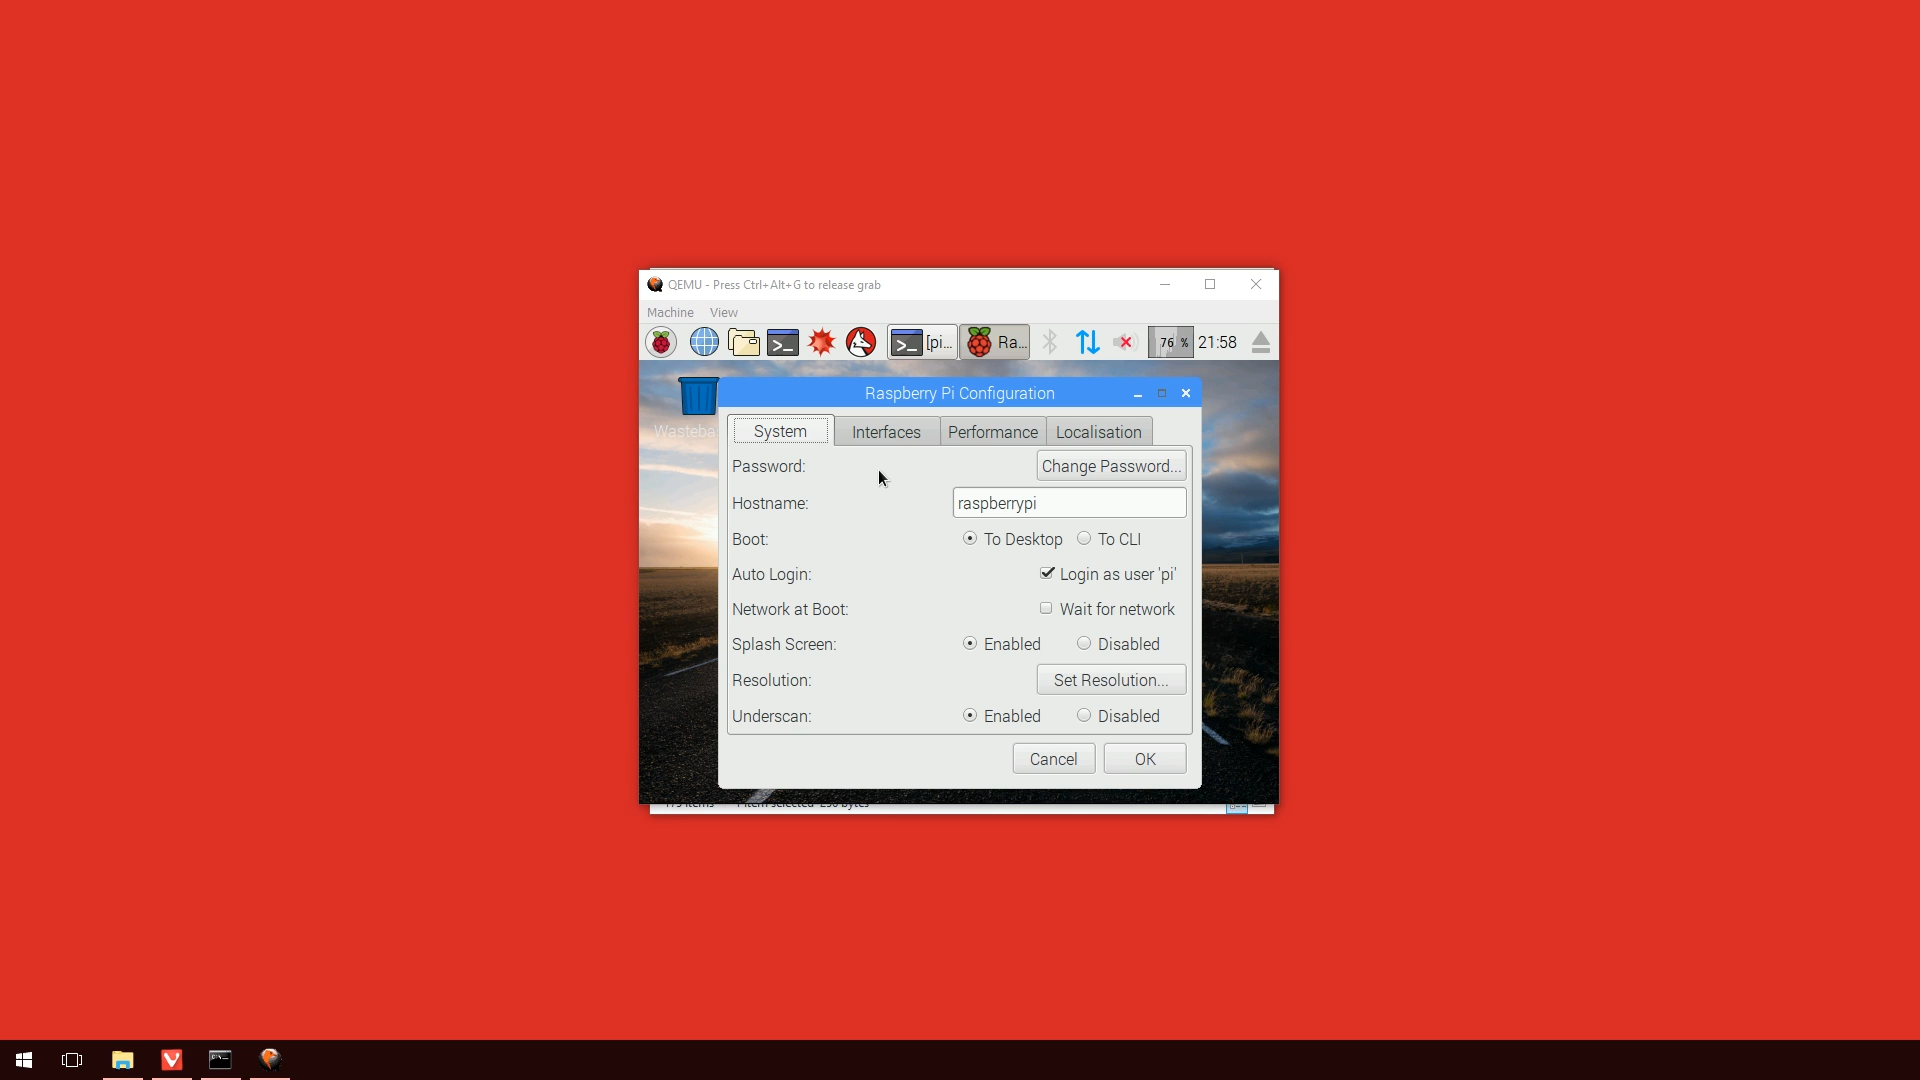 QEMU - Press Ctrl+Alt+G to release grab
Machine View
[pi... Ra... 76 % 21:58
Raspberry Pi Configuration
System Interfaces Performance Localisation
Password: Change Password...
Hostname: raspberrypi
Boot: To Desktop To CLI
Auto Login: Login as user 'pi'
Network at Boot: Wait for network
Splash Screen: Enabled Disabled
Resolution: Set Resolution...
Underscan: Enabled Disabled
Cancel OK